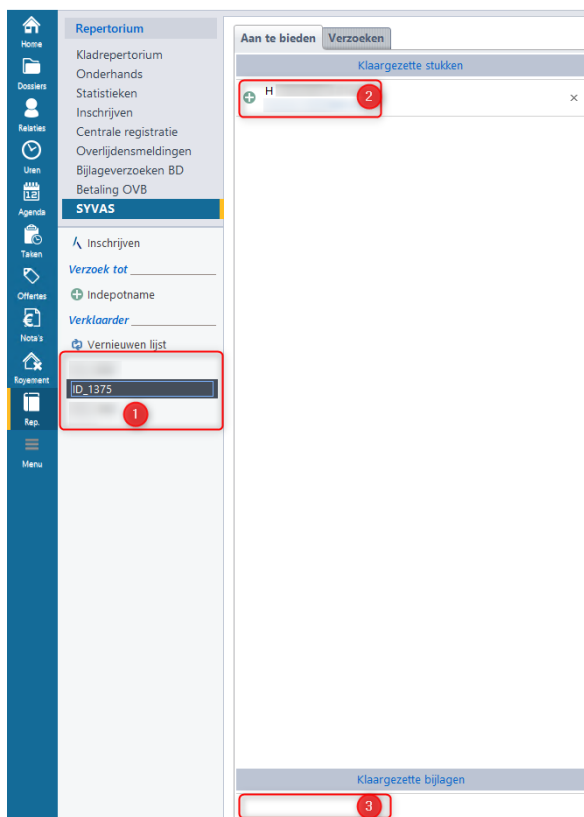 Home
Dossiers
Relaties
Uren
Agenda
Taken
Offertes
Nota's
Royement
Rep.
Menu
Repertorium
Kladrepertorium
Onderhands
Statistieken
Inschrijven
Centrale registratie
Overlijdensmeldingen
Bijlageverzoeken BD
Betaling OVB
SYVAS
Inschrijven
Verzoek tot
Indepotname
Verklaarder
Vernieuwen lijst
ID_1375
1
Aan te bieden Verzoeken
Klaargezette stukken
H
2
Klaargezette bijlagen
3